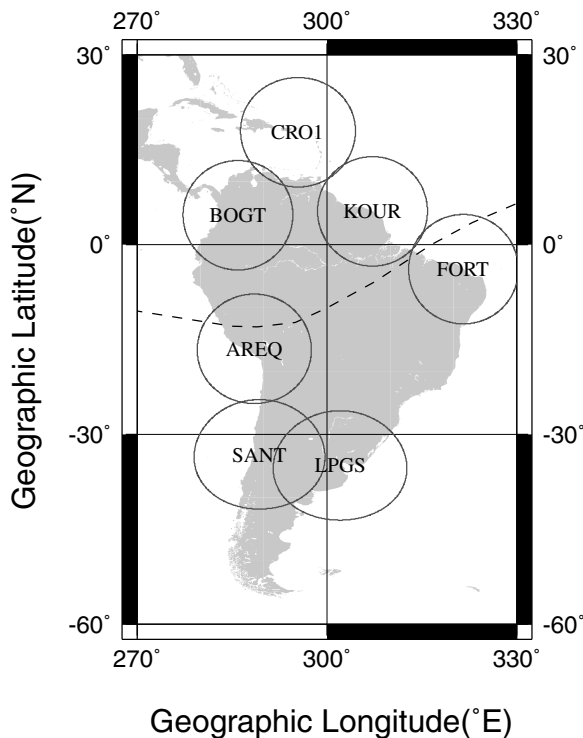 270˚ 300˚ 330˚
30˚ 30˚
CRO1
BOGT KOUR
0˚ 0˚
FORT
AREQ
-30˚ -30˚
SANT LPGS
-60˚ -60˚
270˚ 300˚ 330˚
Geographic Latitude(˚N)
Geographic Longitude(˚E)